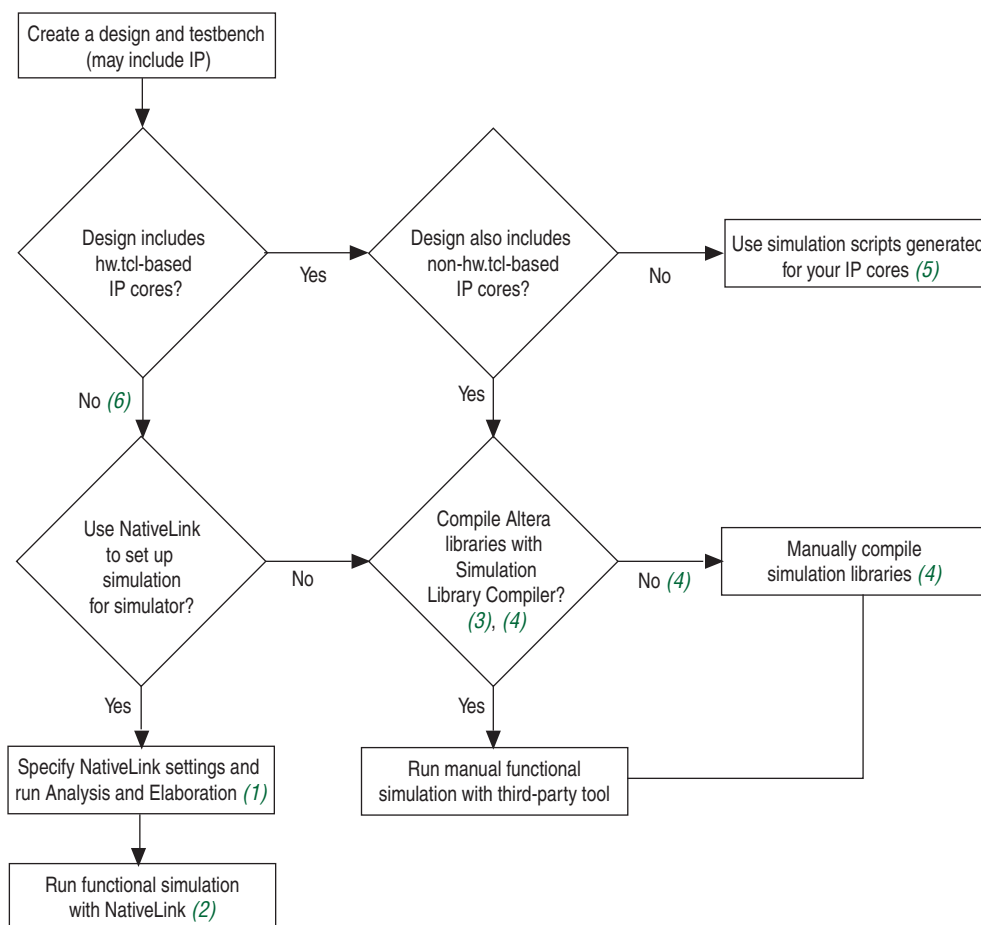 Create a design and testbench
(may include IP)
Design includes
hw.tcl-based
IP cores?
Yes
Design also includes
non-hw.tcl-based
IP cores?
No
Use simulation scripts generated
for your IP cores (5)
No (6)
Yes
Use NativeLink
to set up
simulation
for simulator?
No
Compile Altera
libraries with
Simulation
Library Compiler?
(3), (4)
No (4)
Manually compile
simulation libraries (4)
Yes
Yes
Specify NativeLink settings and
run Analysis and Elaboration (1)
Run manual functional
simulation with third-party tool
Run functional simulation
with NativeLink (2)